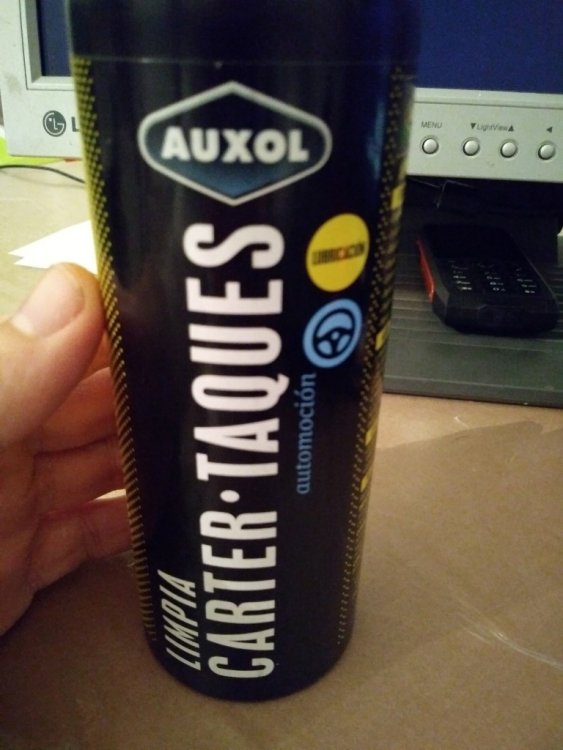 LG
MENU
▼LightView▲
◀
AUXOL
LUBRICACIÓN
automoción
LIMPIA
CARTER·TAQUES